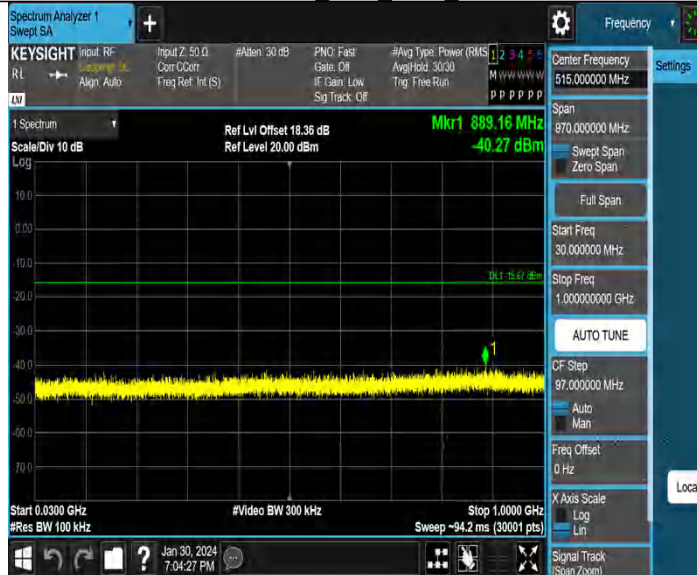 Spectrum Analyzer 1
Swept SA
Frequency
KEYSIGHT
Input: RF
Input Z: 50 Ω
#Atten: 30 dB
PNO: Fast
#Avg Type: Power (RMS
1 2 3 4 5 6
R L
Align: Auto
Corr CCorr
Freq Ref: Int (S)
Gate: Off
IF Gain: Low
Sig Track: Off
Avg|Hold: 30/30
Trig: Free Run
M W W W W W
P P P P P P
LNI
Center Frequency
515.000000 MHz
Settings
1 Spectrum
Scale/Div 10 dB
Ref Lvl Offset 18.36 dB
Ref Level 20.00 dBm
Mkr1 889.16 MHz
-40.27 dBm
Span
970.000000 MHz
Swept Span
Zero Span
Full Span
Start Freq
30.000000 MHz
Stop Freq
1.000000000 GHz
AUTO TUNE
CF Step
97.000000 MHz
Auto
Man
Freq Offset
0 Hz
X Axis Scale
Log
Lin
Signal Track
(Span Zoom)
Loca
Log
10.0
0.00
-10.0
DL1 -15.67 dBm
-20.0
-30.0
1
-40.0
-50.0
-60.0
-70.0
Start 0.0300 GHz
#Video BW 300 kHz
Stop 1.0000 GHz
#Res BW 100 kHz
Sweep ~94.2 ms (30001 pts)
?
Jan 30, 2024
7:04:27 PM